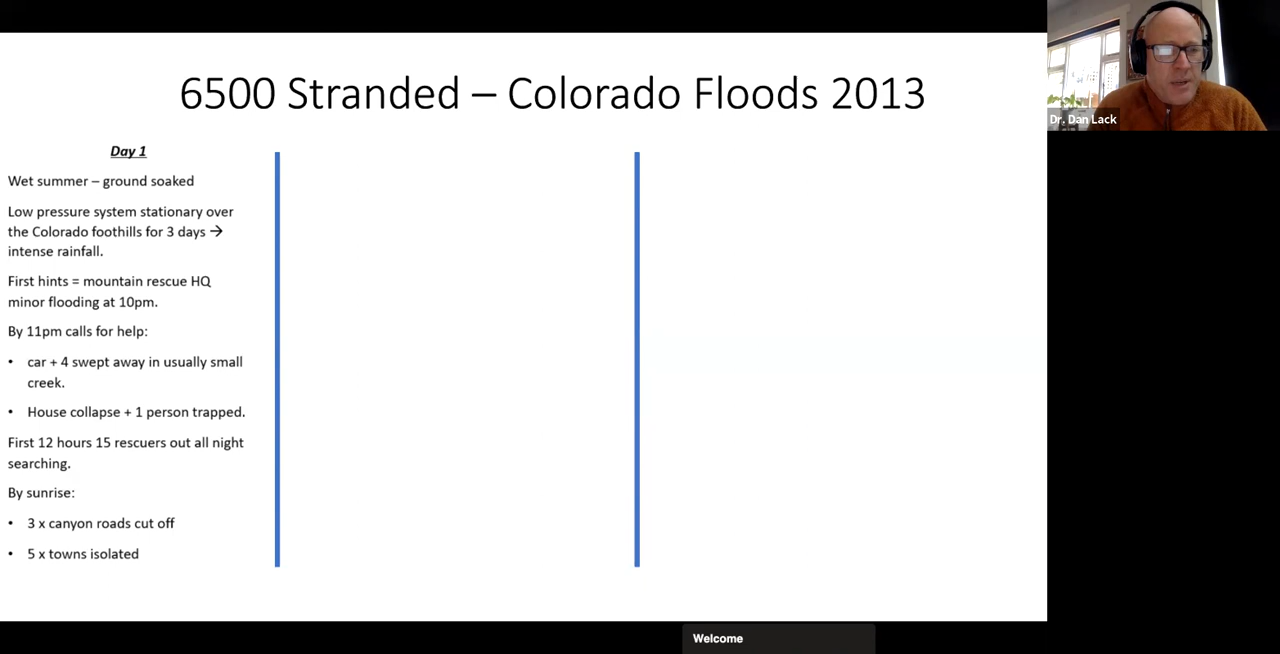 6500 Stranded – Colorado Floods 2013
Dr. Dan Lack
Day 1
Wet summer – ground soaked
Low pressure system stationary over
the Colorado foothills for 3 days →
intense rainfall.
First hints = mountain rescue HQ
minor flooding at 10pm.
By 11pm calls for help:
• car + 4 swept away in usually small
creek.
• House collapse + 1 person trapped.
First 12 hours 15 rescuers out all night
searching.
By sunrise:
• 3 x canyon roads cut off
• 5 x towns isolated
Welcome